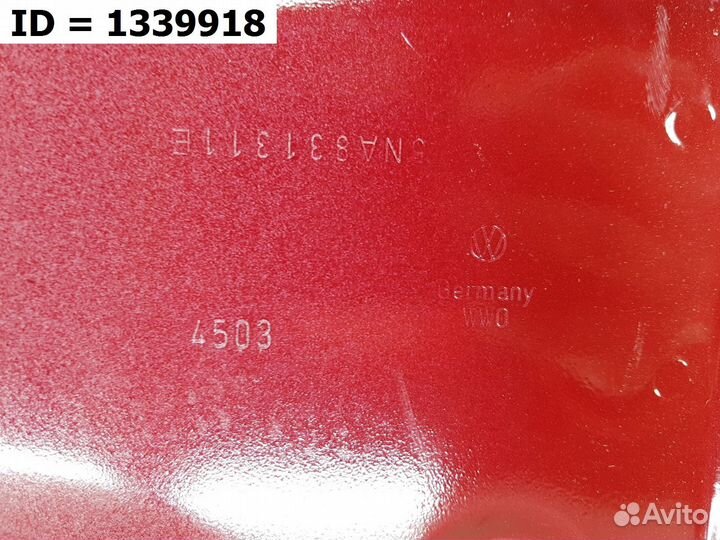 ID = 1339918
5NA831311E
Germany
WWO
4503
Avito